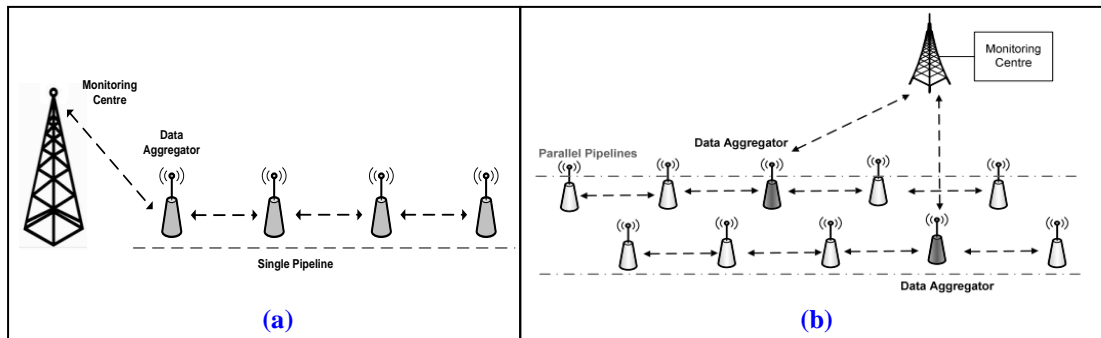 Monitoring
Centre
Data
Aggregator
Single Pipeline
(a)
Monitoring
Centre
Data Aggregator
Parallel Pipelines
Data Aggregator
(b)